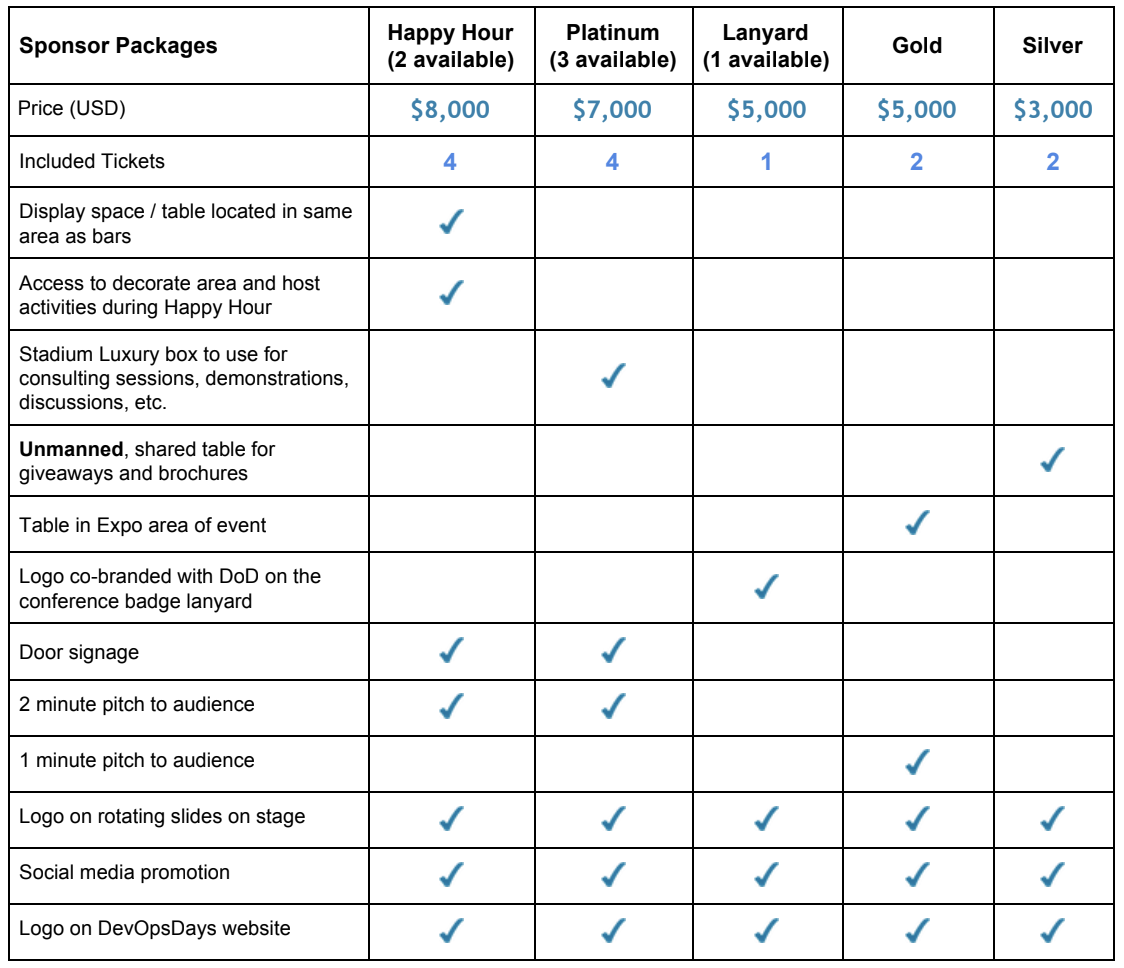 Sponsor Packages
Happy Hour
(2 available)
Platinum
(3 available)
Lanyard
(1 available)
Gold
Silver
Price (USD)
$8,000
$7,000
$5,000
$5,000
$3,000
Included Tickets
4
4
1
2
2
Display space / table located in same
area as bars
Access to decorate area and host
activities during Happy Hour
Stadium Luxury box to use for
consulting sessions, demonstrations,
discussions, etc.
Unmanned, shared table for
giveaways and brochures
Table in Expo area of event
Logo co-branded with DoD on the
conference badge lanyard
Door signage
2 minute pitch to audience
1 minute pitch to audience
Logo on rotating slides on stage
Social media promotion
Logo on DevOpsDays website